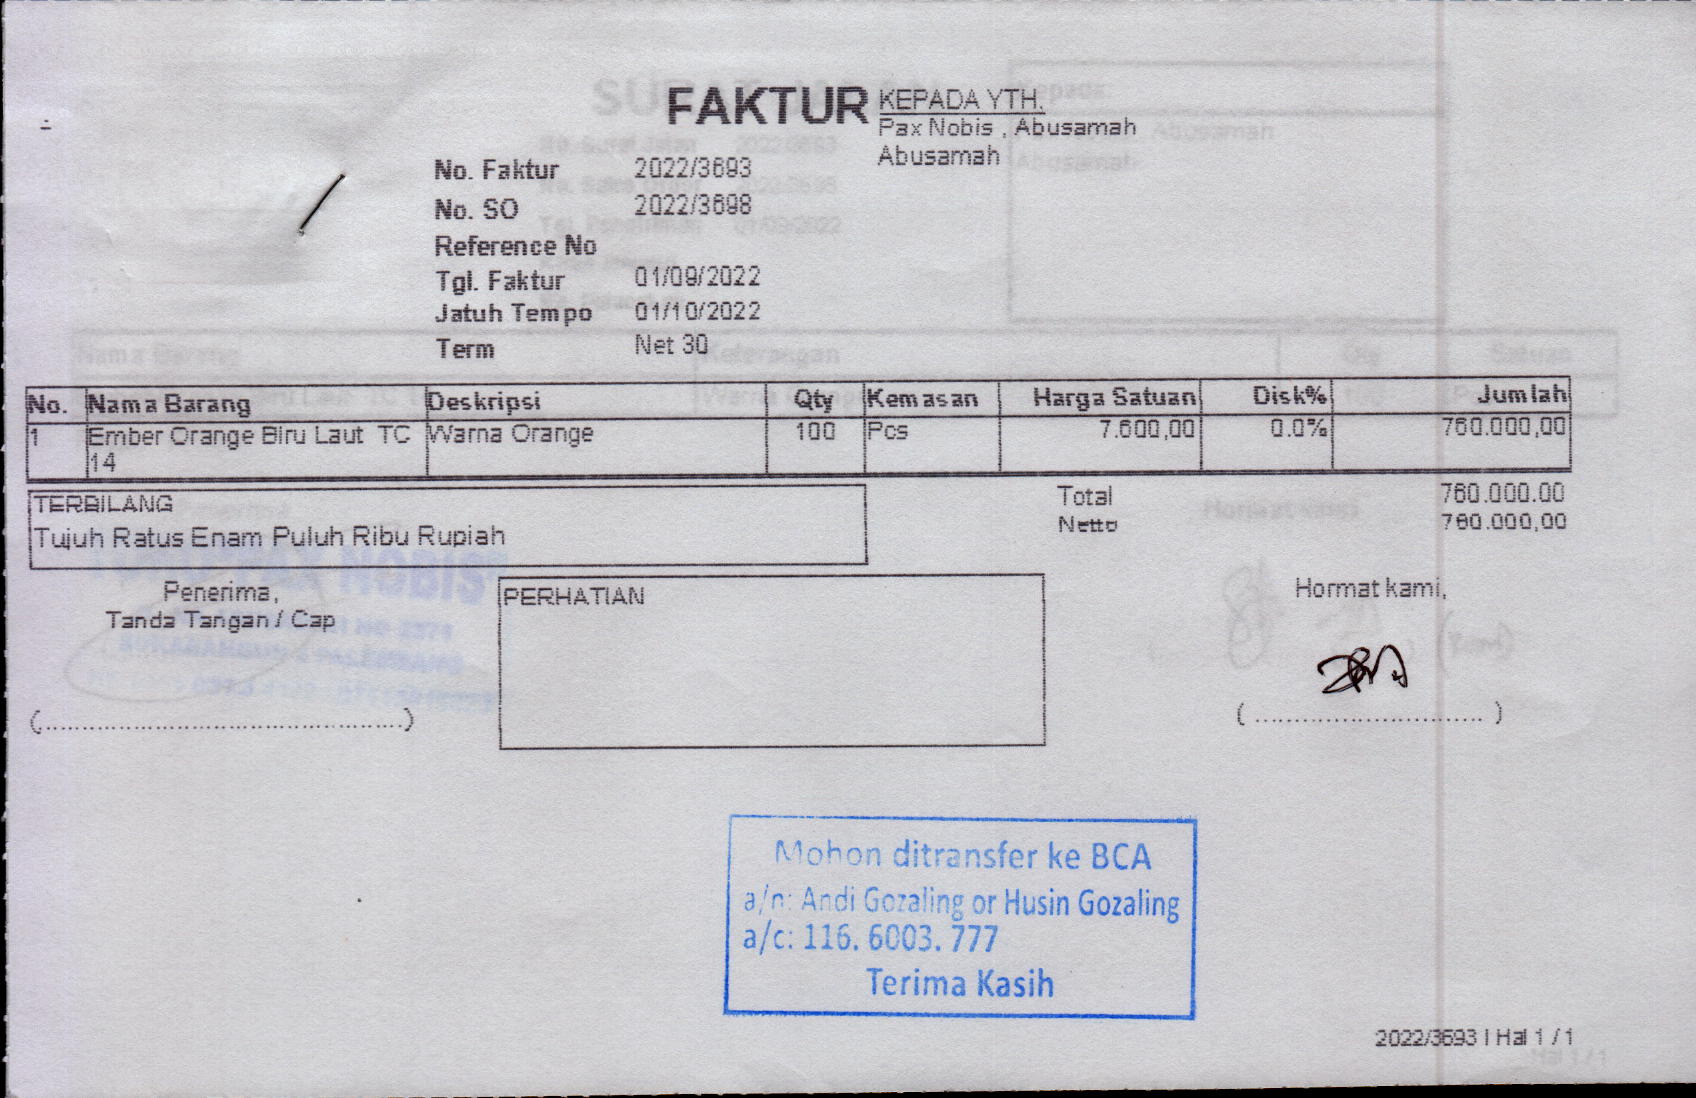 FAKTUR
KEPADA YTH.
Pax Nobis , Abusamah
Abusamah
No. Faktur 2022/3693
No. SO 2022/3698
Reference No
Tgl. Faktur 01/09/2022
Jatuh Tempo 01/10/2022
Term Net 30
No. Nama Barang Deskripsi Qty Kemasan Harga Satuan Disk% Jumlah
1 Ember Orange Biru Laut TC Warna Orange 100 Pcs 7.600,00 0.0% 760.000,00
14
TERBILANG
Tujuh Ratus Enam Puluh Ribu Rupiah
Total 760.000.00
Netto 760.000,00
Penerima,
Tanda Tangan / Cap
(........................................)
PERHATIAN
Hormat kami,
( ............................ )
Mohon ditransfer ke BCA
a/n: Andi Gozaling or Husin Gozaling
a/c: 116. 6003. 777
Terima Kasih
2022/3693 | Hal 1 / 1